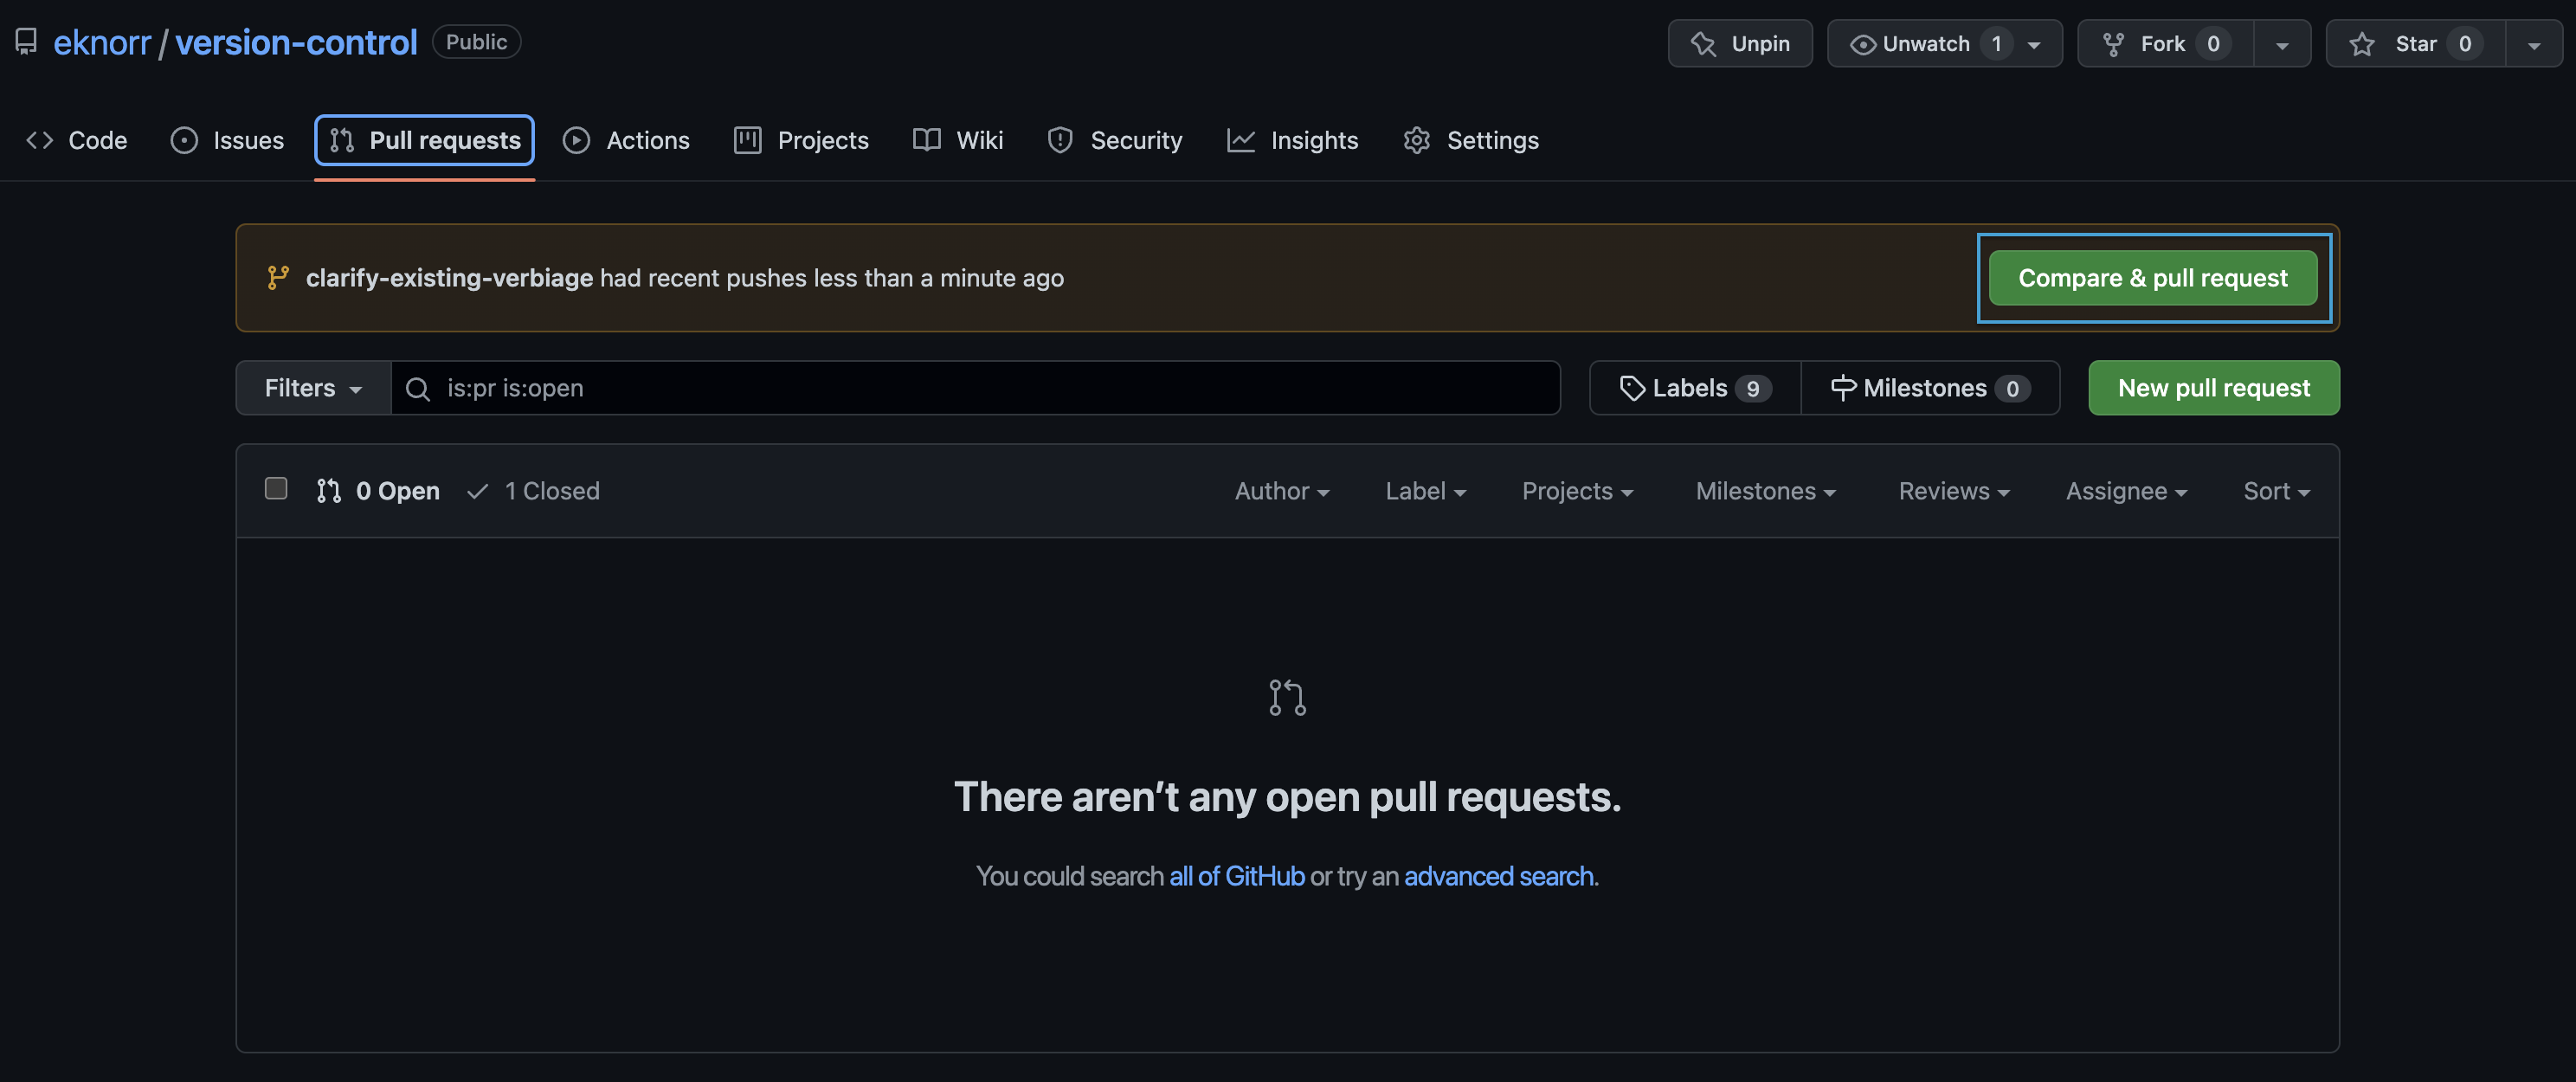 eknorr / version-control Public Unpin Unwatch 1 Fork 0 Star 0
Code Issues Pull requests Actions Projects Wiki Security Insights Settings
clarify-existing-verbiage had recent pushes less than a minute ago Compare & pull request
Filters is:pr is:open Labels 9 Milestones 0 New pull request
0 Open 1 Closed Author Label Projects Milestones Reviews Assignee Sort
There aren’t any open pull requests.
You could search all of GitHub or try an advanced search.